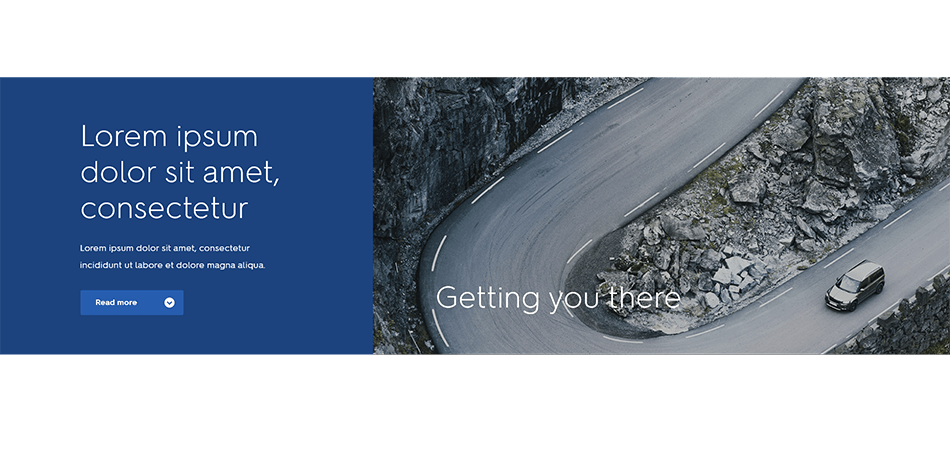 Lorem ipsum
dolor sit amet,
consectetur
Lorem ipsum dolor sit amet, consectetur
incididunt ut labore et dolore magna aliqua.
Read more
Getting you there